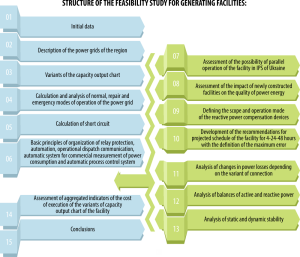 STRUCTURE OF THE FEASIBILITY STUDY FOR GENERATING FACILITIES:
01
Initial data
02
Description of the power grids of the region
03
Variants of the capacity output chart
04
Calculation and analysis of normal, repair and
emergency modes of operation of the power grid
05
Calculation of short circuit
06
Basic principles of organization of relay protection,
automation, operational dispatch communication,
automatic system for commercial measurement of power
consumption and automatic process control system
07
Assessment of the possibility of parallel
operation of the facility in IPS of Ukraine
08
Assessment of the impact of newly constructed
facilities on the quality of power energy
09
Defining the scope and operation mode
of the reactive power compensation devices
10
Development of the recommendations for
projected schedule of the facility for 24-48 hours
with the definition of the maximum error
11
Analysis of changes in power losses depending
on the variant of connection
12
Analysis of balances of active and reactive power
13
Analysis of static and dynamic stability
14
Assessment of aggregated indicators of the cost
of execution of the variants of capacity
output chart of the facility
15
Conclusions